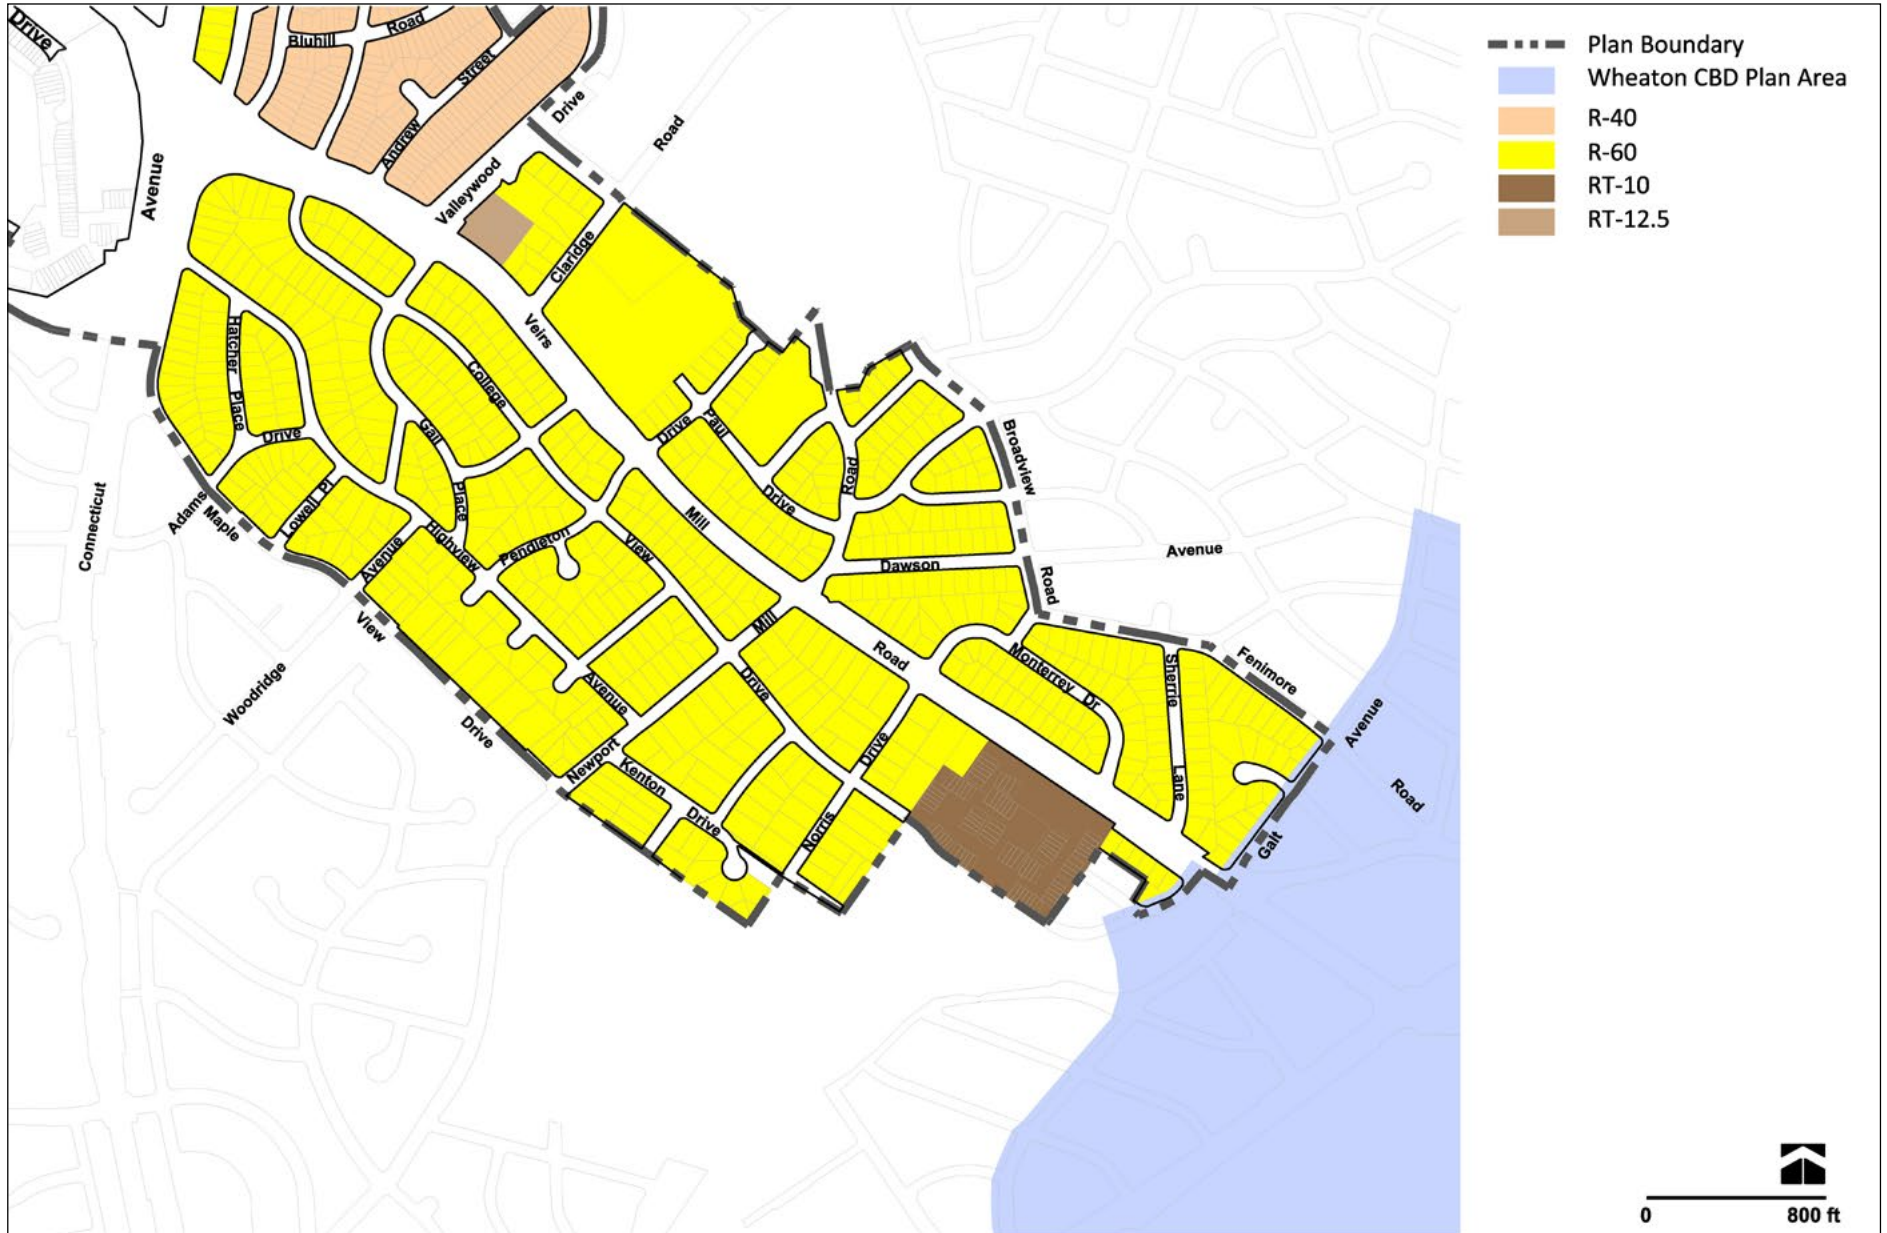 Drive
Bluhill
Road
Street
Andrew
Drive
Road
Avenue
Valleywood
Claridge
Veirs
Hatcher
Place
Drive
College
Gail
Place
Drive
Paul
Drive
Road
Broadview
Road
Connecticut
Adams
Maple
Lowell Pl
Avenue
Highview
Pendleton
View
Mill
Dawson
Avenue
View
Woodridge
Drive
Avenue
Mill
Drive
Road
Monterrey Dr
Sherrie
Lane
Fenimore
Avenue
Road
Newport
Kenton
Drive
Norris
Drive
Galt
Plan Boundary
Wheaton CBD Plan Area
R-40
R-60
RT-10
RT-12.5
0
800 ft